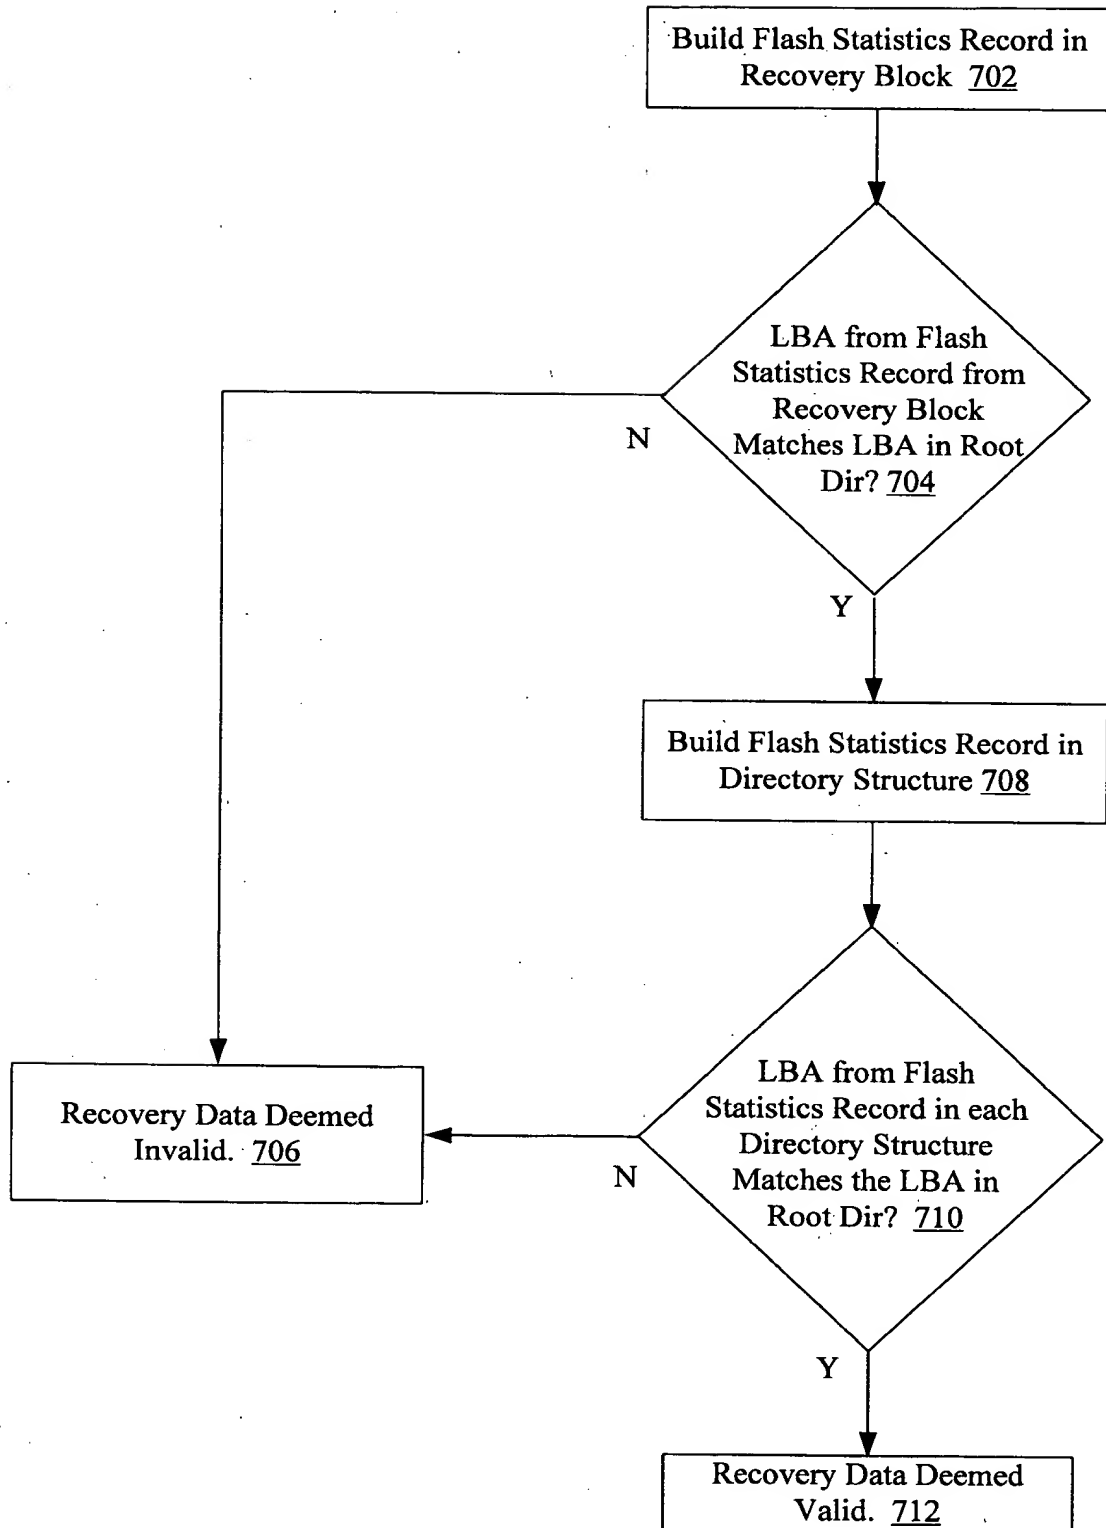 Build Flash Statistics Record in
Recovery Block 702
LBA from Flash
Statistics Record from
Recovery Block
Matches LBA in Root
Dir? 704
N
Y
Build Flash Statistics Record in
Directory Structure 708
LBA from Flash
Statistics Record in each
Directory Structure
Matches the LBA in
Root Dir? 710
N
Recovery Data Deemed
Invalid. 706
Y
Recovery Data Deemed
Valid. 712